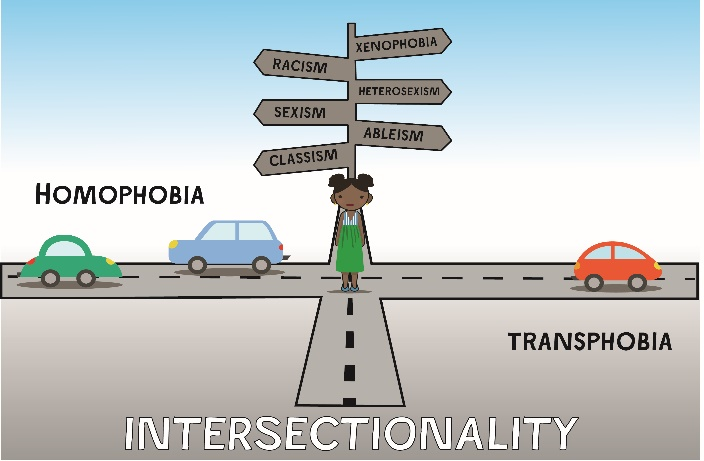 XENOPHOBIA
RACISM
HETEROSEXISM
SEXISM
ABLEISM
CLASSISM
HOMOPHOBIA
TRANSPHOBIA
INTERSECTIONALITY